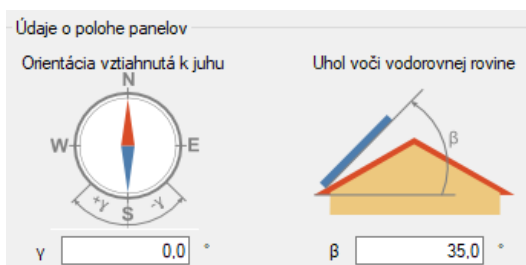 Údaje o polohe panelov
Orientácia vztiahnutá k juhu
Uhol voči vodorovnej rovine
N
W
E
S
+γ
-γ
β
γ 0,0 °
β 35,0 °